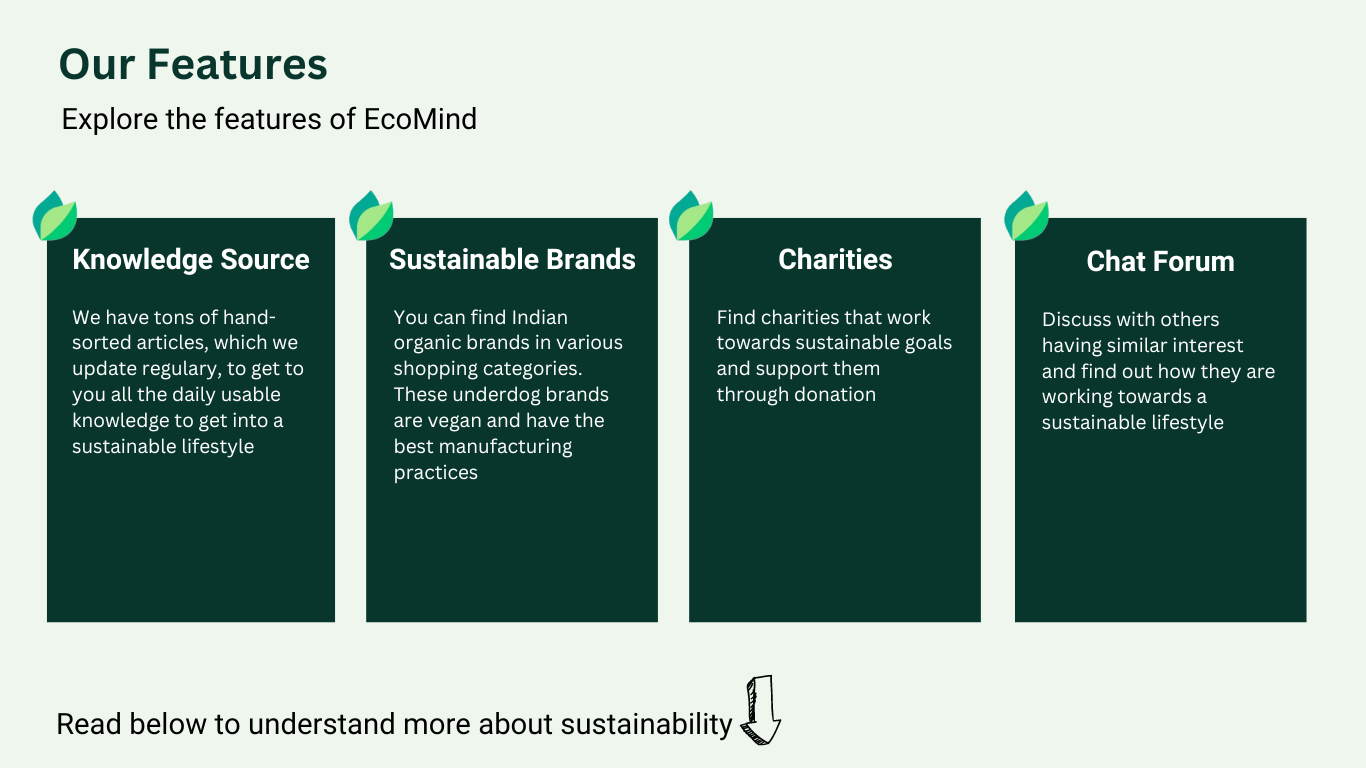 Our Features
Explore the features of EcoMind
Knowledge Source
We have tons of hand-
sorted articles, which we
update regulary, to get to
you all the daily usable
knowledge to get into a
sustainable lifestyle
Sustainable Brands
You can find Indian
organic brands in various
shopping categories.
These underdog brands
are vegan and have the
best manufacturing
practices
Charities
Find charities that work
towards sustainable goals
and support them
through donation
Chat Forum
Discuss with others
having similar interest
and find out how they are
working towards a
sustainable lifestyle
Read below to understand more about sustainability